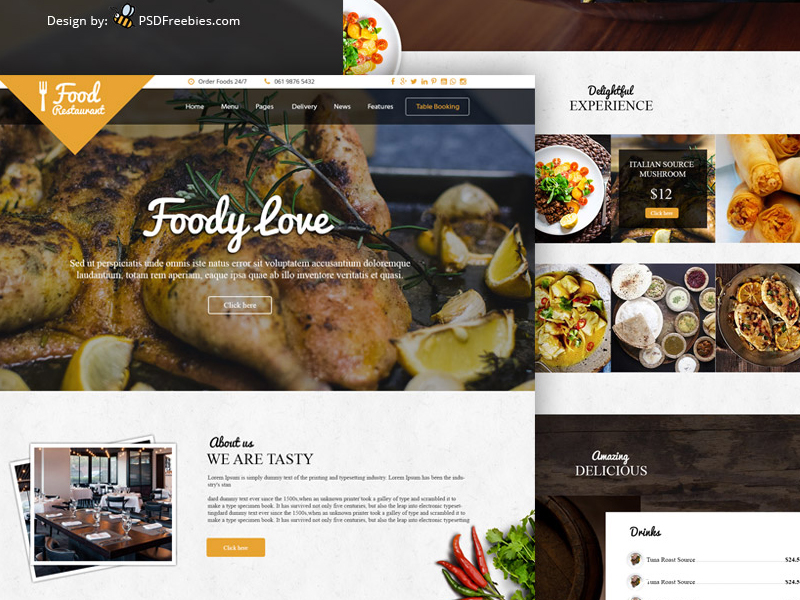 Design by: PSDFreebies.com
Order Foods 24/7
061 9876 5432
Food
Restaurant
Home Menu Pages Delivery News Features Table Booking
Foody Love
Sed ut perspiciatis unde omnis iste natus error sit voluptatem accusantium doloremque
laudantium, totam rem aperiam, eaque ipsa quae ab illo inventore veritatis et quasi.
Click here
About us
WE ARE TASTY
Lorem Ipsum is simply dummy text of the printing and typesetting industry. Lorem Ipsum has been the indu-
stry's stan
dard dummy text ever since the 1500s,when an unknown printer took a galley of type and scrambled it to
make a type specimen book. It has survived not only five centuries, but also the leap into electronic typeset-
tingdard dummy text ever since the 1500s,when an unknown printer took a galley of type and scrambled it to
make a type specimen book. It has survived not only five centuries, but also the leap into electronic typesetting
Click here
Delightful
EXPERIENCE
ITALIAN SOURCE
MUSHROOM
$12
Click here
Amazing
DELICIOUS
Drinks
Tuna Roast Source $24.5
Tuna Roast Source $24.5